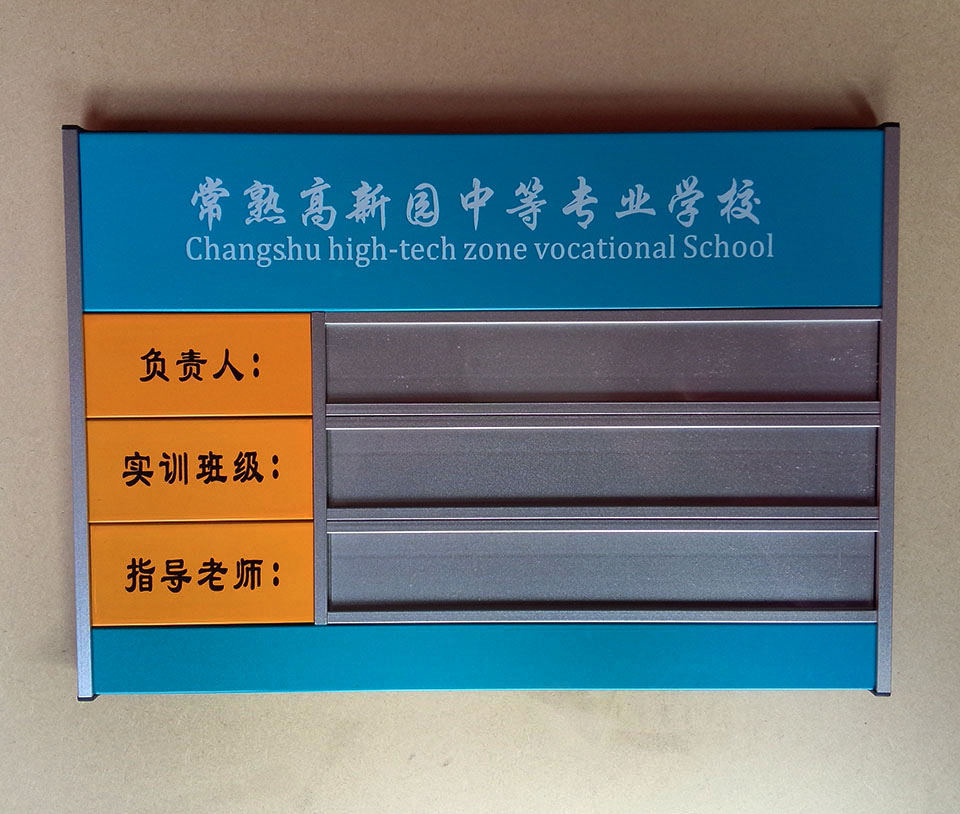 常熟高新园中等专业学校
Changshu high-tech zone vocational School
负责人：
实训班级：
指导老师：